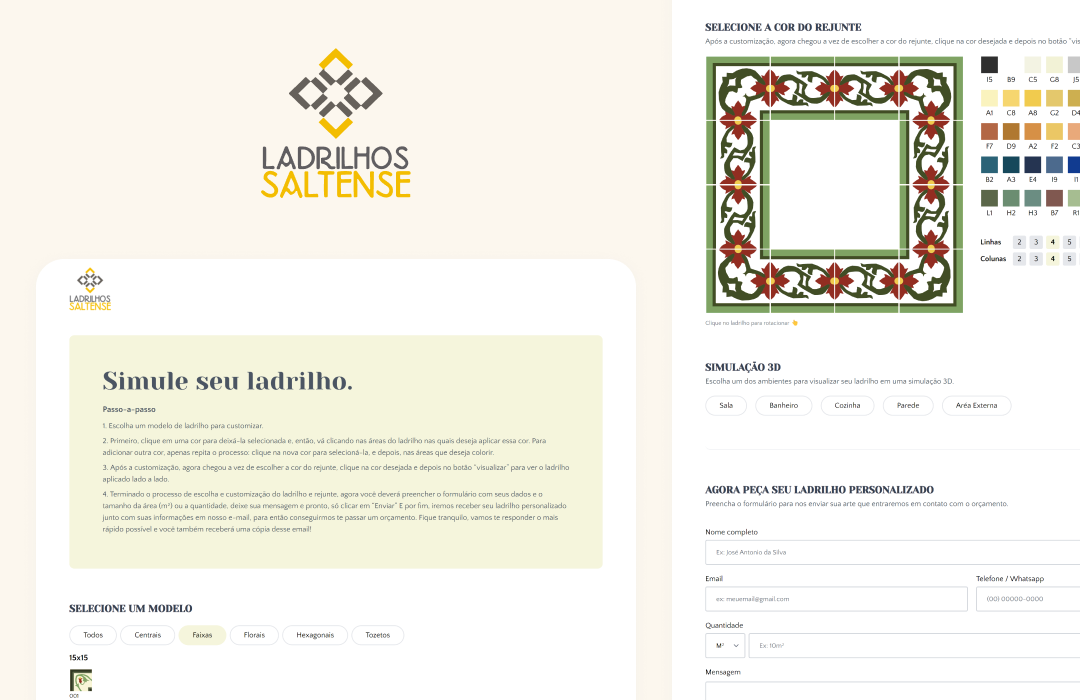 LADRILHOS
SALTENSE
LADRILHOS
SALTENSE
Simule seu ladrilho.
Passo-a-passo
1. Escolha um modelo de ladrilho para customizar.
2. Primeiro, clique em uma cor para deixá-la selecionada e, então, vá clicando nas áreas do ladrilho nas quais deseja aplicar essa cor. Para
adicionar outra cor, apenas repita o processo: clique na nova cor para selecioná-la, e depois, nas áreas que deseja colorir.
3. Após a customização, agora chegou a vez de escolher a cor do rejunte, clique na cor desejada e depois no botão "visualizar" para ver o ladrilho
aplicado lado a lado.
4. Terminado o processo de escolha e customização do ladrilho e rejunte, agora você deverá preencher o formulário com seus dados e o
tamanho da área (m²) ou a quantidade, deixe sua mensagem e pronto, só clicar em "Enviar" E por fim, iremos receber seu ladrilho personalizado
junto com suas informações em nosso e-mail, para então conseguirmos te passar um orçamento. Fique tranquilo, vamos te responder o mais
rápido possível e você também receberá uma cópia desse email!
SELECIONE UM MODELO
Todos Centrais Faixas Florais Hexagonais Tozetos
15x15
001
SELECIONE A COR DO REJUNTE
Após a customização, agora chegou a vez de escolher a cor do rejunte, clique na cor desejada e depois no botão "vis
I5 B9 C5 G8 J5
A1 C8 A8 G2 D4
F7 D9 A2 F2 C3
B2 A3 E4 I9 I1
L1 H2 H3 B7 R1
Linhas 2 3 4 5
Colunas 2 3 4 5
Clique no ladrilho para rotacionar 👆
SIMULAÇÃO 3D
Escolha um dos ambientes para visualizar seu ladrilho em uma simulação 3D.
Sala Banheiro Cozinha Parede Aréa Externa
AGORA PEÇA SEU LADRILHO PERSONALIZADO
Preencha o formulário para nos enviar sua arte que entraremos em contato com o orçamento.
Nome completo
Ex: José Antonio da Silva
Email Telefone / Whatsapp
ex: meuemail@gmail.com (00) 00000-0000
Quantidade
M² Ex: 10m²
Mensagem